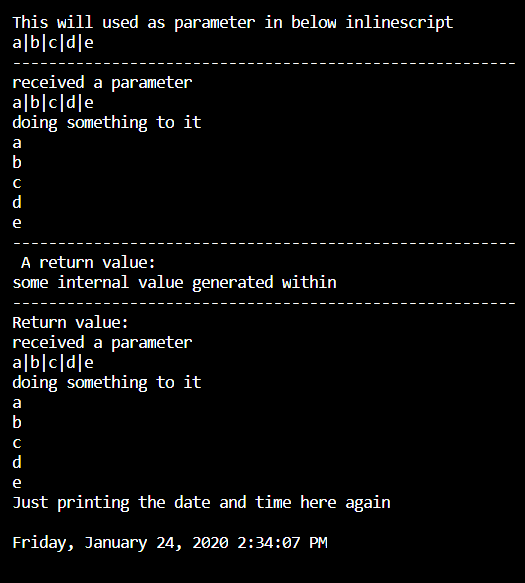 This will used as parameter in below inlinescript
a|b|c|d|e
--------------------------------------------------------
received a parameter
a|b|c|d|e
doing something to it
a
b
c
d
e
--------------------------------------------------------
 A return value:
some internal value generated within
--------------------------------------------------------
Return value:
received a parameter
a|b|c|d|e
doing something to it
a
b
c
d
e
Just printing the date and time here again
Friday, January 24, 2020 2:34:07 PM